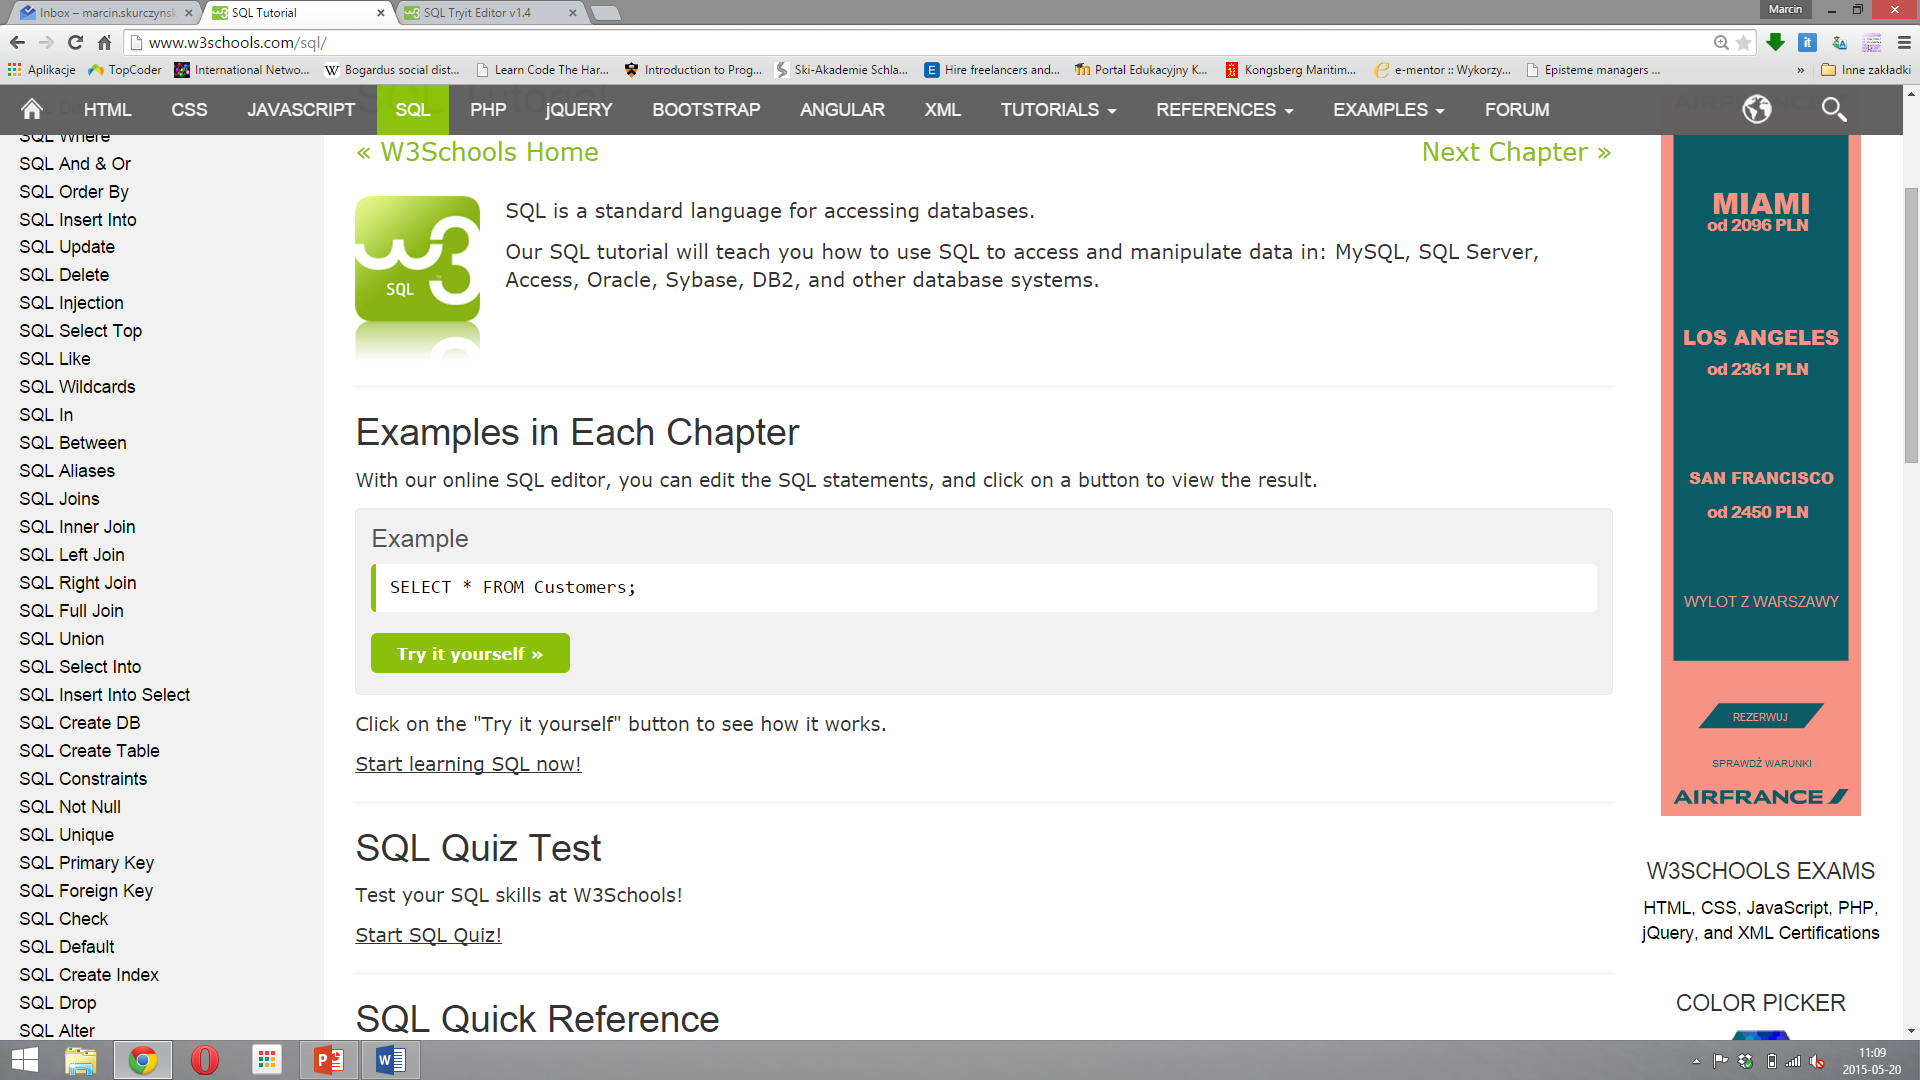 Inbox – marcin.skurczynsk
SQL Tutorial
SQL Tryit Editor v1.4
Marcin
www.w3schools.com/sql/
Aplikacje
TopCoder
International Netwo...
Bogardus social dist...
Learn Code The Har...
Introduction to Prog...
Ski-Akademie Schla...
Hire freelancers and...
Portal Edukacyjny K...
Kongsberg Maritim...
e-mentor :: Wykorzy...
Episteme managers ...
»
Inne zakładki
HTML
CSS
JAVASCRIPT
SQL
PHP
jQUERY
BOOTSTRAP
ANGULAR
XML
TUTORIALS
REFERENCES
EXAMPLES
FORUM
SQL Where
SQL And & Or
SQL Order By
SQL Insert Into
SQL Update
SQL Delete
SQL Injection
SQL Select Top
SQL Like
SQL Wildcards
SQL In
SQL Between
SQL Aliases
SQL Joins
SQL Inner Join
SQL Left Join
SQL Right Join
SQL Full Join
SQL Union
SQL Select Into
SQL Insert Into Select
SQL Create DB
SQL Create Table
SQL Constraints
SQL Not Null
SQL Unique
SQL Primary Key
SQL Foreign Key
SQL Check
SQL Default
SQL Create Index
SQL Drop
SQL Alter
« W3Schools Home
Next Chapter »
w3
SQL
SQL is a standard language for accessing databases.
Our SQL tutorial will teach you how to use SQL to access and manipulate data in: MySQL, SQL Server,
Access, Oracle, Sybase, DB2, and other database systems.
Examples in Each Chapter
With our online SQL editor, you can edit the SQL statements, and click on a button to view the result.
Example
SELECT * FROM Customers;
Try it yourself »
Click on the "Try it yourself" button to see how it works.
Start learning SQL now!
SQL Quiz Test
Test your SQL skills at W3Schools!
Start SQL Quiz!
SQL Quick Reference
MIAMI
od 2096 PLN
LOS ANGELES
od 2361 PLN
SAN FRANCISCO
od 2450 PLN
WYLOT Z WARSZAWY
REZERWUJ
SPRAWDŹ WARUNKI
AIRFRANCE
W3SCHOOLS EXAMS
HTML, CSS, JavaScript, PHP,
jQuery, and XML Certifications
COLOR PICKER
11:09
2015-05-20